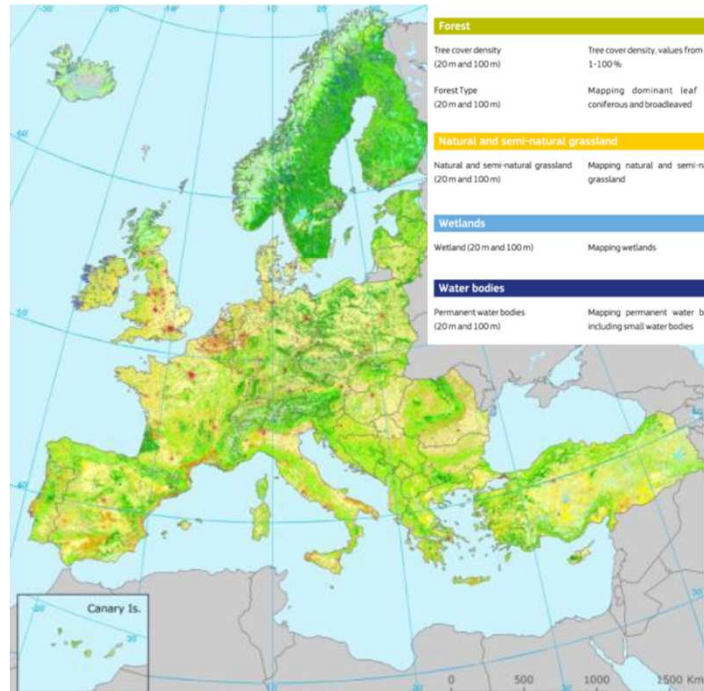 Forest
Tree cover density
(20 m and 100 m)
Tree cover density, values from
1-100 %
Forest Type
(20 m and 100 m)
Mapping dominant leaf
coniferous and broadleaved
Natural and semi-natural grassland
Natural and semi-natural grassland
(20 m and 100 m)
Mapping natural and semi-na
grassland
Wetlands
Wetland (20 m and 100 m)
Mapping wetlands
Water bodies
Permanent water bodies
(20 m and 100 m)
Mapping permanent water b
including small water bodies
Canary Is.
0 500 1000 1500 Km